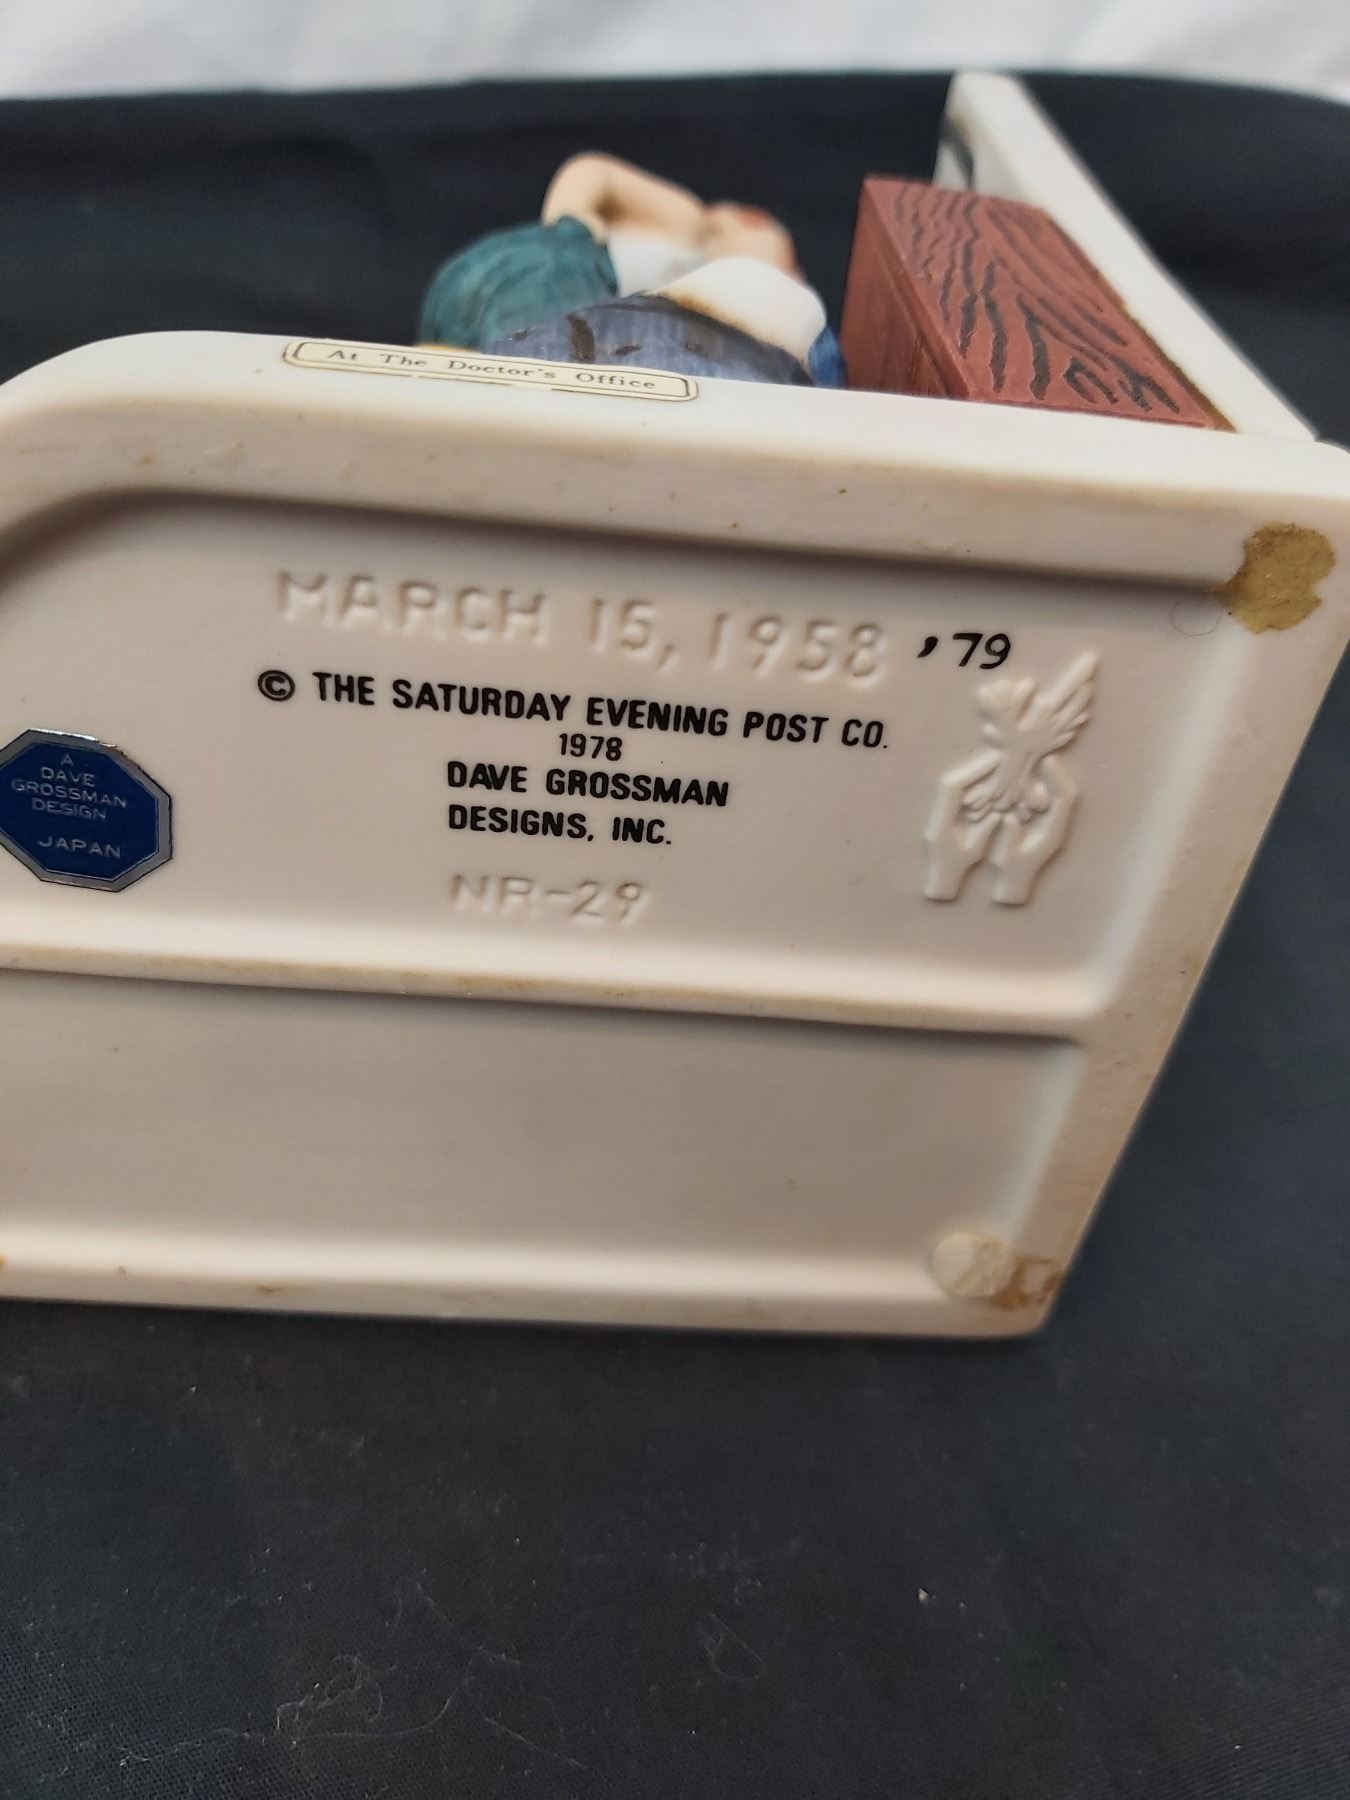 At The Doctor's Office
MARCH 15, 1958 '79
© THE SATURDAY EVENING POST CO.
1978
DAVE GROSSMAN
DESIGNS, INC.
NR-29
A
DAVE
GROSSMAN
DESIGN
JAPAN